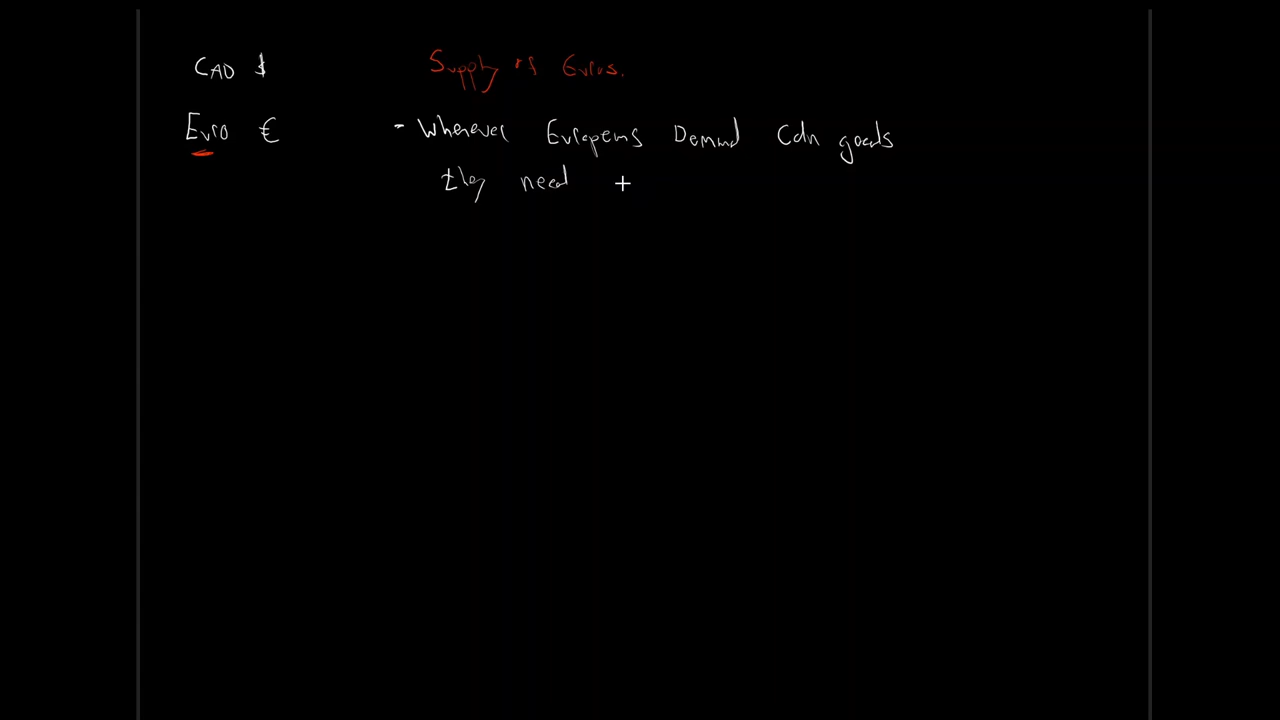 CAD $
Supply of Euros.
Euro €
- Whenever Europeans Demand Cdn goods
they need